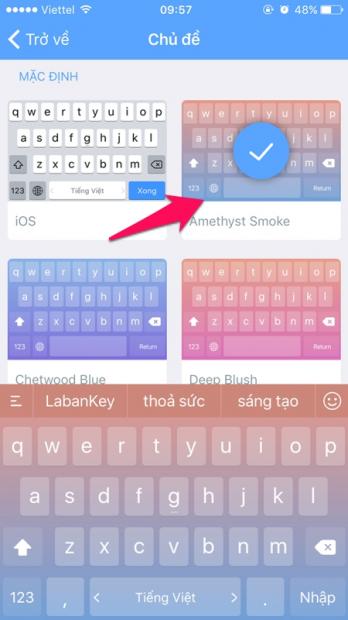 Viettel 09:57 48%
Trở về Chủ đề
MẶC ĐỊNH
q w e r t y u i o p
a s d f g h j k l
z x c v b n m
123 Tiếng Việt Xong
iOS
q w e r t y u i o p
a s d f g h j k l
z x c v b n m
123 Return
Amethyst Smoke
q w e r t y u i o p
a s d f g h j k l
z x c v b n m
123 Return
Chetwood Blue
q w e r t y u i o p
a s d f g h j k l
z x c v b n m
123 Return
Deep Blush
LabanKey thoả sức sáng tạo
q w e r t y u i o p
a s d f g h j k l
z x c v b n m
123 , < Tiếng Việt > . Nhập